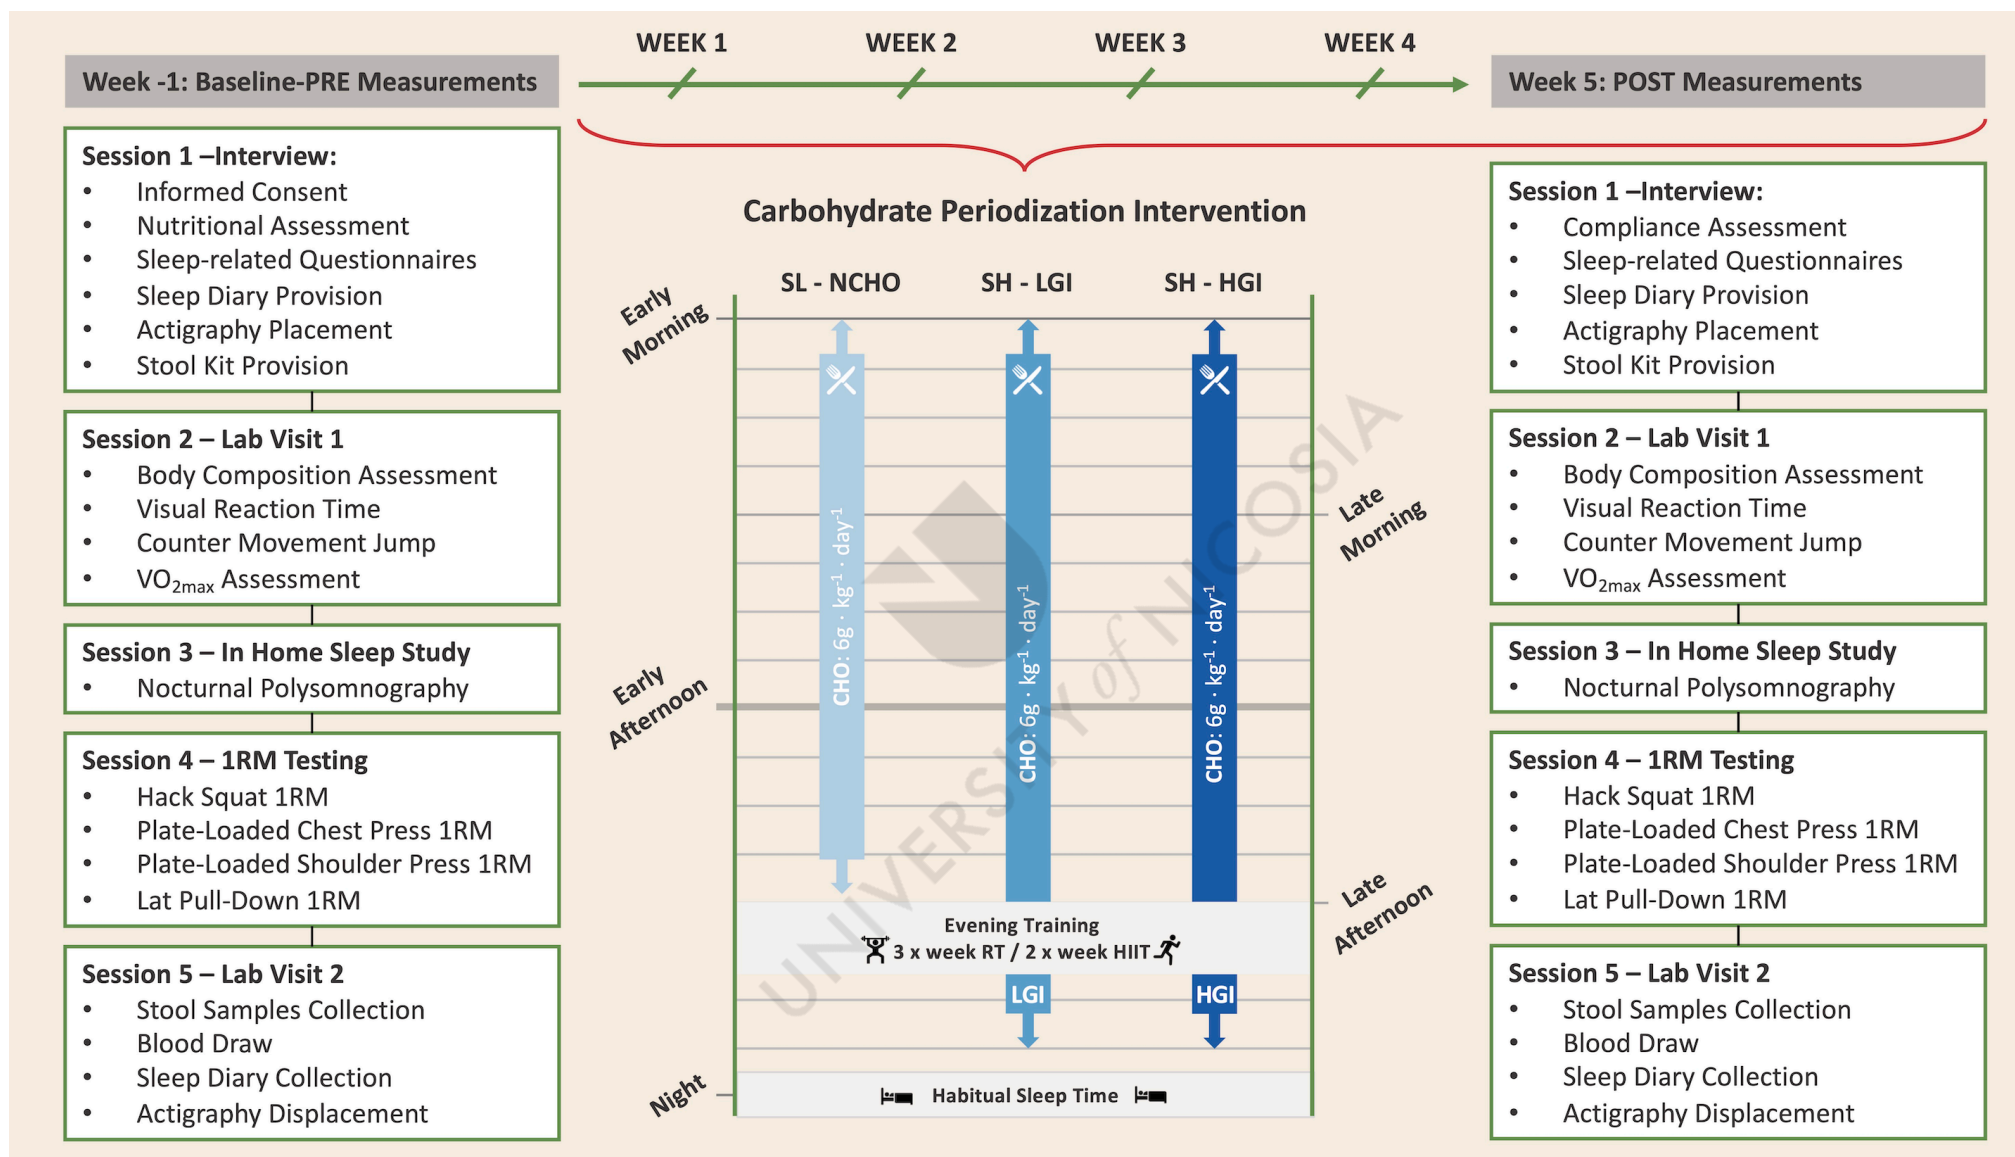 WEEK 1
WEEK 2
WEEK 3
WEEK 4
Week -1: Baseline-PRE Measurements
Session 1 –Interview:
• Informed Consent
• Nutritional Assessment
• Sleep-related Questionnaires
• Sleep Diary Provision
• Actigraphy Placement
• Stool Kit Provision
Session 2 – Lab Visit 1
• Body Composition Assessment
• Visual Reaction Time
• Counter Movement Jump
• VO₂max Assessment
Session 3 – In Home Sleep Study
• Nocturnal Polysomnography
Session 4 – 1RM Testing
• Hack Squat 1RM
• Plate-Loaded Chest Press 1RM
• Plate-Loaded Shoulder Press 1RM
• Lat Pull-Down 1RM
Session 5 – Lab Visit 2
• Stool Samples Collection
• Blood Draw
• Sleep Diary Collection
• Actigraphy Displacement
Carbohydrate Periodization Intervention
SL - NCHO
SH - LGI
SH - HGI
Early
Morning
Late
Morning
Early
Afternoon
Late
Afternoon
Night
CHO: 6g · kg⁻¹ · day⁻¹
CHO: 6g · kg⁻¹ · day⁻¹
CHO: 6g · kg⁻¹ · day⁻¹
Evening Training
3 x week RT / 2 x week HIIT
LGI
HGI
Habitual Sleep Time
UNIVERSITY of NICOSIA
Week 5: POST Measurements
Session 1 –Interview:
• Compliance Assessment
• Sleep-related Questionnaires
• Sleep Diary Provision
• Actigraphy Placement
• Stool Kit Provision
Session 2 – Lab Visit 1
• Body Composition Assessment
• Visual Reaction Time
• Counter Movement Jump
• VO₂max Assessment
Session 3 – In Home Sleep Study
• Nocturnal Polysomnography
Session 4 – 1RM Testing
• Hack Squat 1RM
• Plate-Loaded Chest Press 1RM
• Plate-Loaded Shoulder Press 1RM
• Lat Pull-Down 1RM
Session 5 – Lab Visit 2
• Stool Samples Collection
• Blood Draw
• Sleep Diary Collection
• Actigraphy Displacement